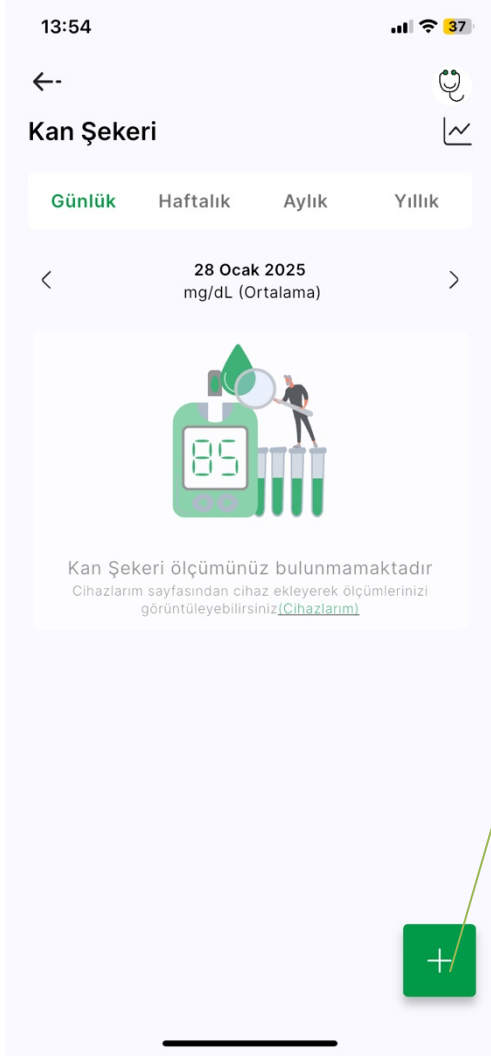 13:54
37
Kan Şekeri
Günlük Haftalık Aylık Yıllık
28 Ocak 2025
mg/dL (Ortalama)
85
Kan Şekeri ölçümünüz bulunmamaktadır
Cihazlarım sayfasından cihaz ekleyerek ölçümlerinizi
görüntüleyebilirsiniz(Cihazlarım)
+